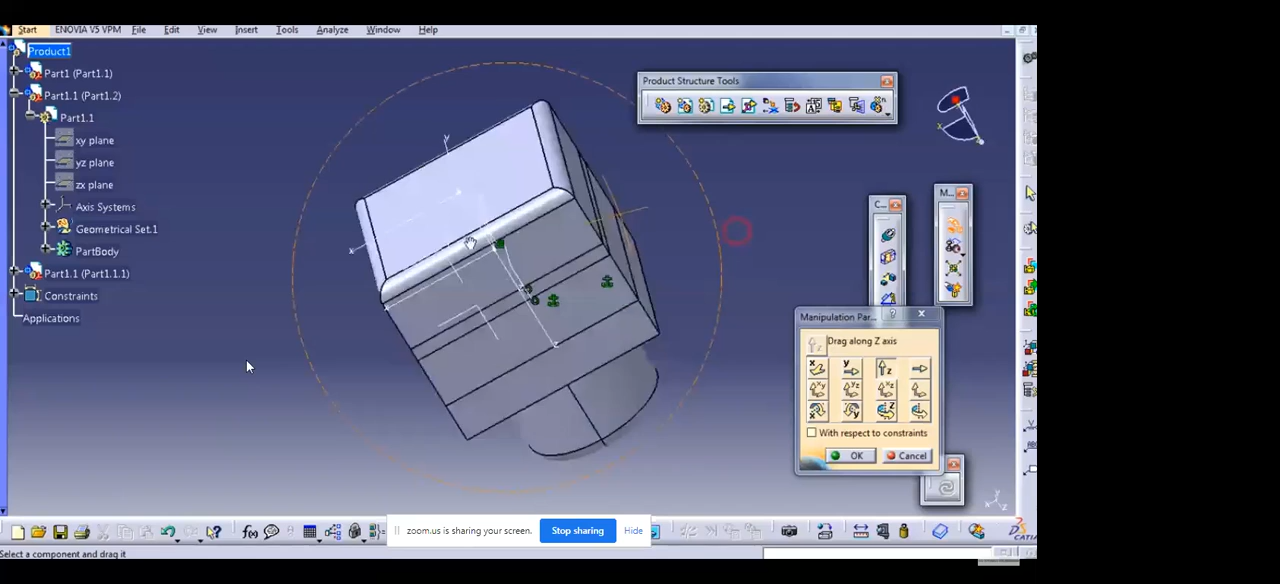 Start ENOVIA V5 VPM File Edit View Insert Tools Analyze Window Help
Product1
Part1 (Part1.1)
Part1.1 (Part1.2)
Part1.1
xy plane
yz plane
zx plane
Axis Systems
Geometrical Set.1
PartBody
Part1.1 (Part1.1.1)
Constraints
Applications
Product Structure Tools
C...
M...
y
x
z
Manipulation Par...
Drag along Z axis
With respect to constraints
OK Cancel
zoom.us is sharing your screen. Stop sharing Hide
Select a component and drag it
CATIA